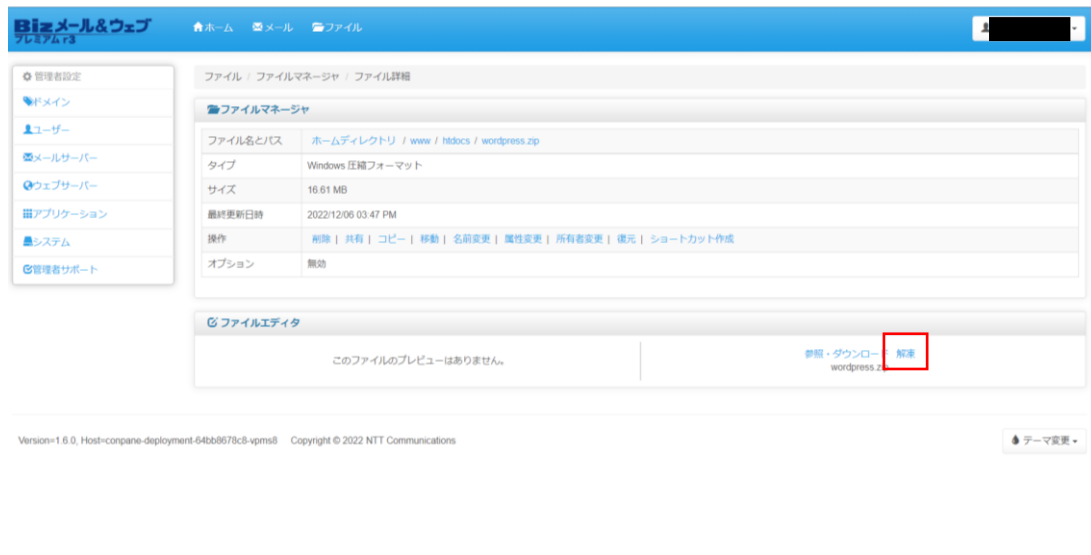 Bizメール&ウェブ
プレミアム r3
ホーム メール ファイル
管理者設定
ドメイン
ユーザー
メールサーバー
ウェブサーバー
アプリケーション
システム
管理者サポート
ファイル / ファイルマネージャ / ファイル詳細
ファイルマネージャ
ファイル名とパス ホームディレクトリ / www / htdocs / wordpress.zip
タイプ Windows 圧縮フォーマット
サイズ 16.61 MB
最終更新日時 2022/12/06 03:47 PM
操作 削除 | 共有 | コピー | 移動 | 名前変更 | 属性変更 | 所有者変更 | 復元 | ショートカット作成
オプション 無効
ファイルエディタ
このファイルのプレビューはありません。
参照・ダウンロード 解凍
wordpress.zip
Version=1.6.0, Host=conpane-deployment-64bb8678c8-vpms8 Copyright © 2022 NTT Communications
テーマ変更